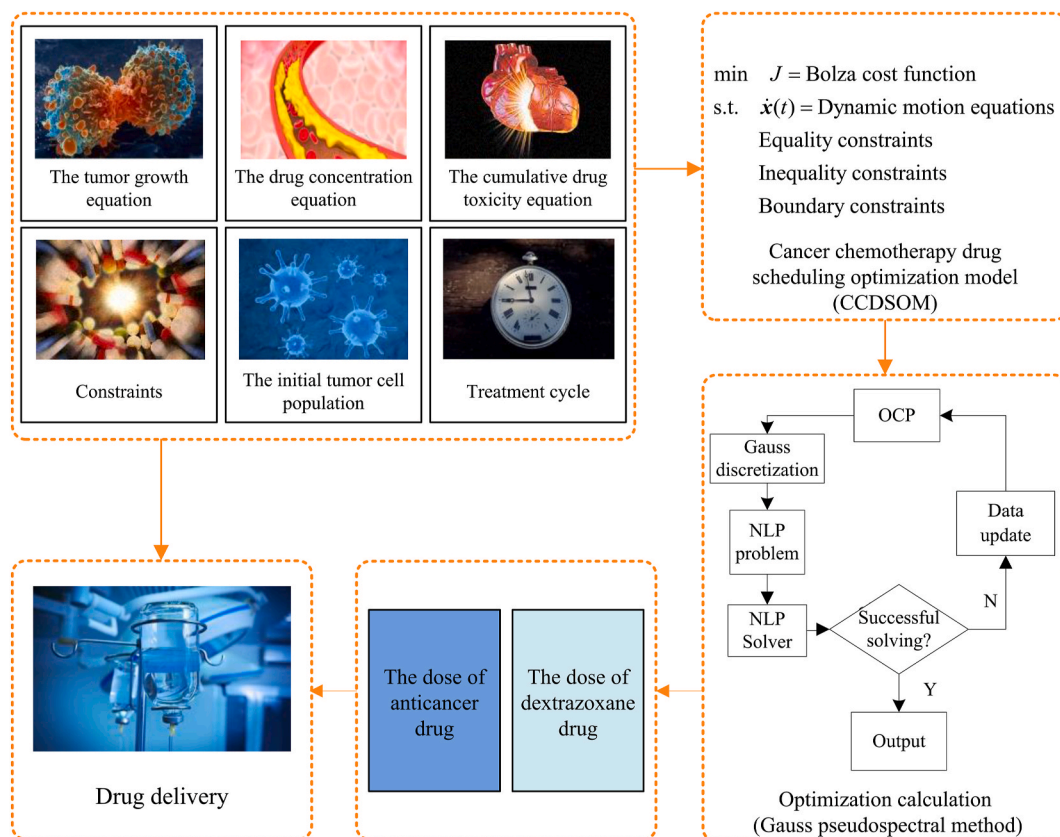 The tumor growth
equation
The drug concentration
equation
The cumulative drug
toxicity equation
Constraints
The initial tumor cell
population
Treatment cycle
min J = Bolza cost function
s.t. ẋ(t) = Dynamic motion equations
Equality constraints
Inequality constraints
Boundary constraints
Cancer chemotherapy drug
scheduling optimization model
(CCDSOM)
OCP
Gauss
discretization
NLP
problem
NLP
Solver
Successful
solving?
N
Data
update
Y
Output
Optimization calculation
(Gauss pseudospectral method)
The dose of
anticancer
drug
The dose of
dextrazoxane
drug
Drug delivery